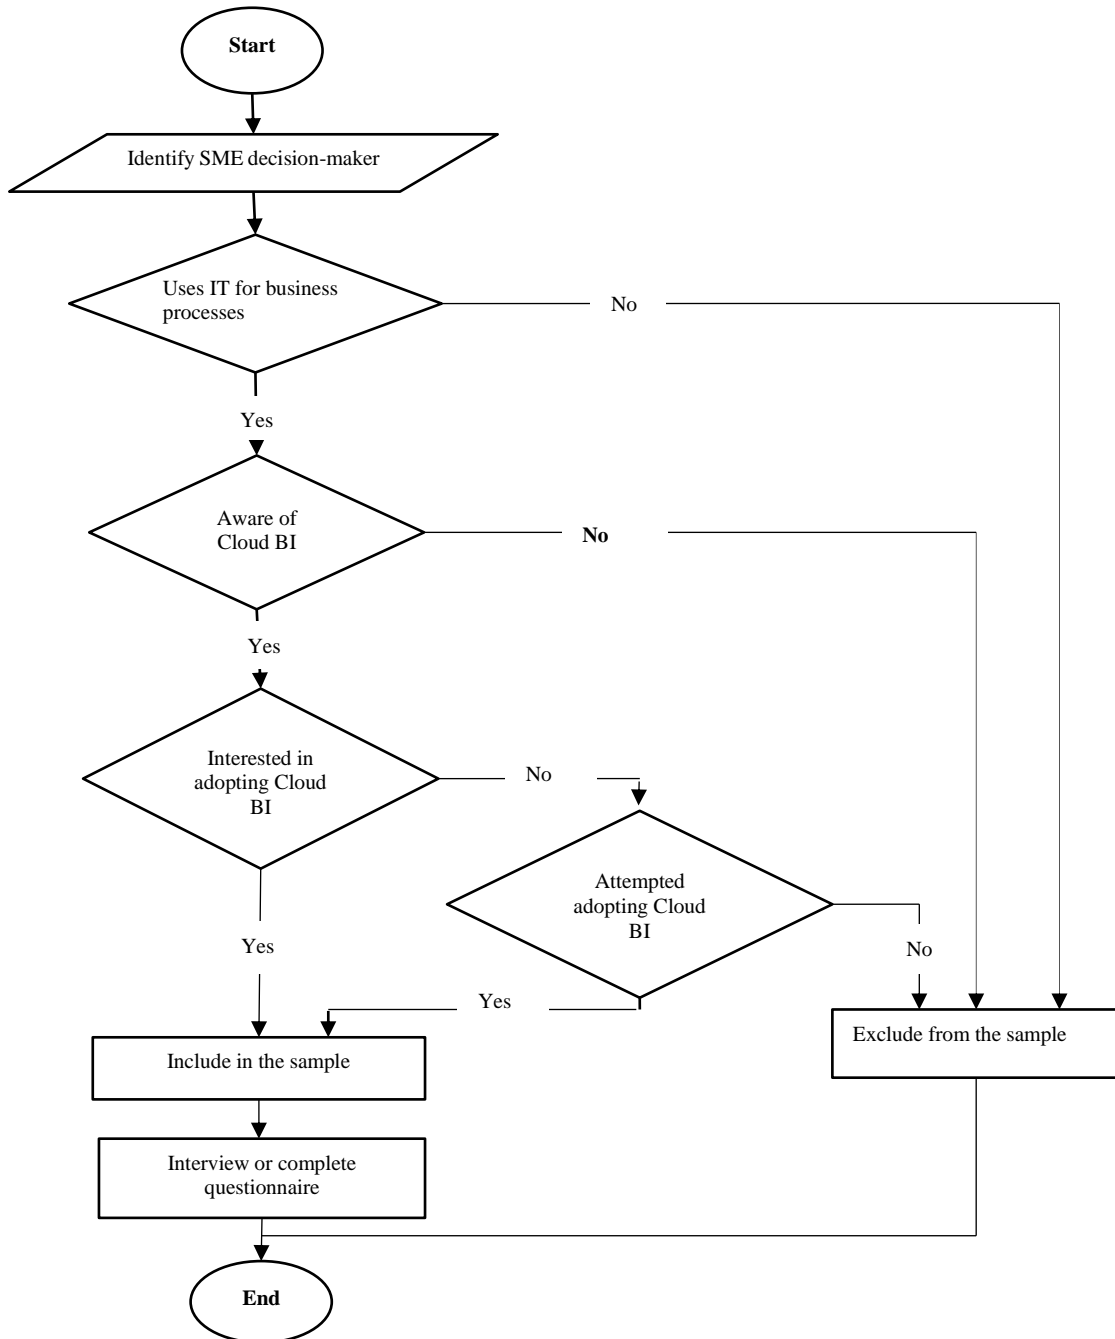 Start
Identify SME decision-maker
Uses IT for business
processes
No
Yes
Aware of
Cloud BI
No
Yes
Interested in
adopting Cloud
BI
No
Attempted
adopting Cloud
BI
Yes
No
Yes
Include in the sample
Exclude from the sample
Interview or complete
questionnaire
End